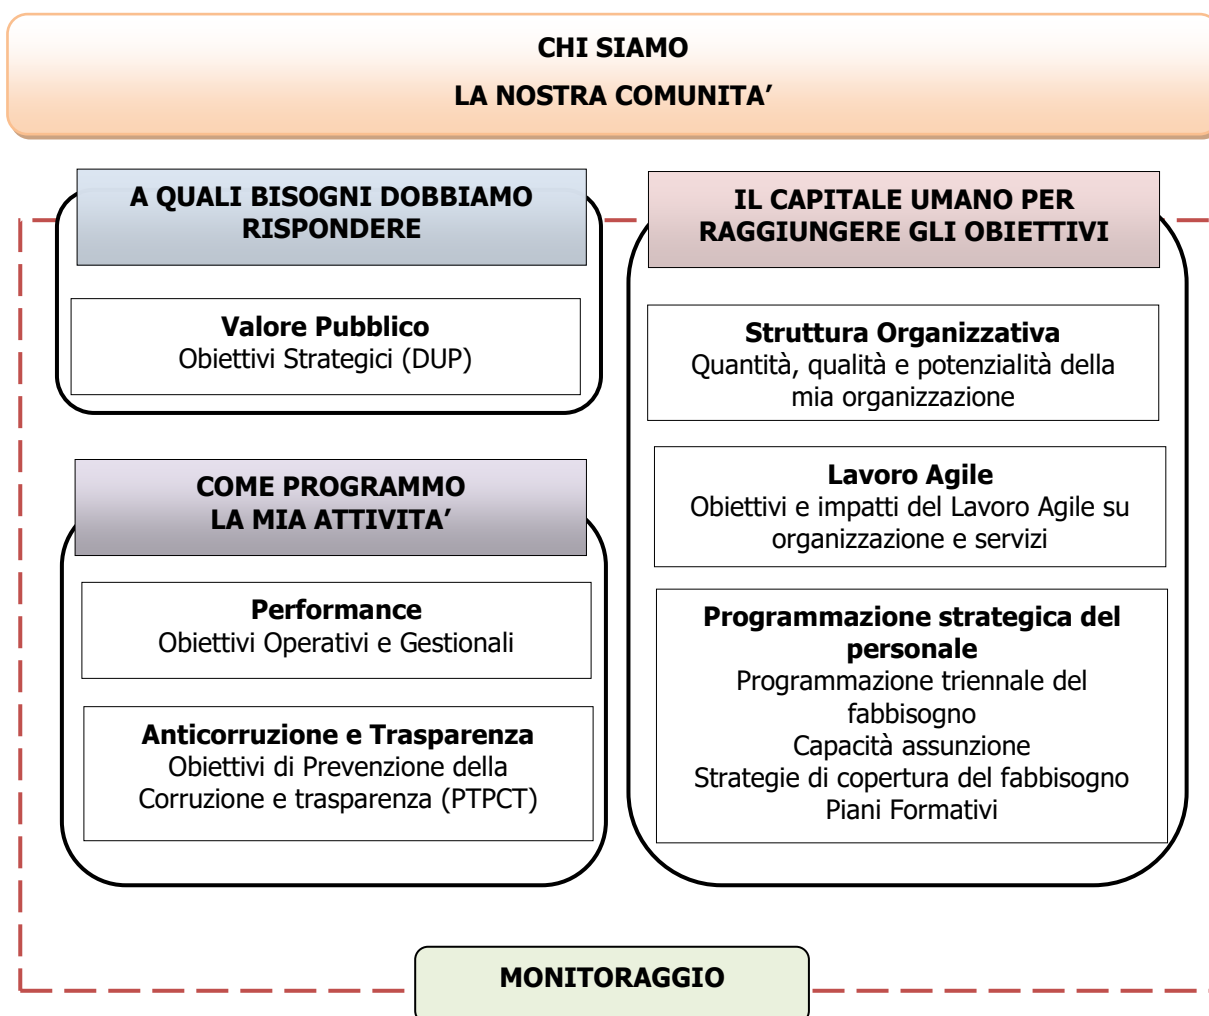 CHI SIAMO
LA NOSTRA COMUNITA’
A QUALI BISOGNI DOBBIAMO
RISPONDERE
Valore Pubblico
Obiettivi Strategici (DUP)
COME PROGRAMMO
LA MIA ATTIVITA’
Performance
Obiettivi Operativi e Gestionali
Anticorruzione e Trasparenza
Obiettivi di Prevenzione della
Corruzione e trasparenza (PTPCT)
IL CAPITALE UMANO PER
RAGGIUNGERE GLI OBIETTIVI
Struttura Organizzativa
Quantità, qualità e potenzialità della
mia organizzazione
Lavoro Agile
Obiettivi e impatti del Lavoro Agile su
organizzazione e servizi
Programmazione strategica del
personale
Programmazione triennale del
fabbisogno
Capacità assunzione
Strategie di copertura del fabbisogno
Piani Formativi
MONITORAGGIO